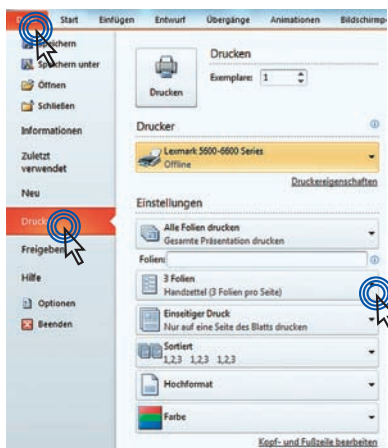 Start Einfügen Entwurf Übergänge Animationen
Speichern
Speichern unter
Öffnen
Schließen
Informationen
Zuletzt
verwendet
Neu
Freigeben
Hilfe
Optionen
Beenden
Drucken
Drucken
Exemplare: 1
Drucker
Lexmark 5600-6600 Series
Offline
Druckereigenschaften
Einstellungen
Alle Folien drucken
Gesamte Präsentation drucken
Folien:
3 Folien
Handzettel (3 Folien pro Seite)
Einseitiger Druck
Nur auf eine Seite des Blatts drucken
Sortiert
1,2,3 1,2,3 1,2,3
Hochformat
Farbe
Kopf- und Fußzeile bearbeiten